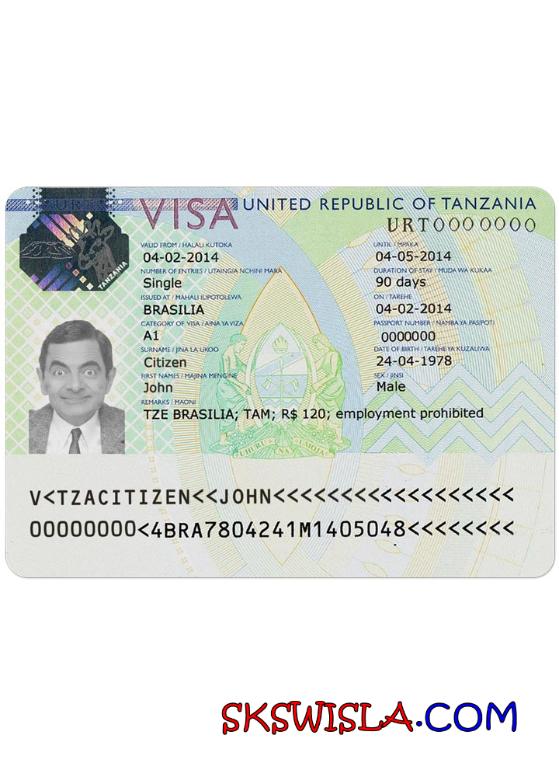 VISA UNITED REPUBLIC OF TANZANIA
URT0000000
TANZANIA
VALID FROM / HALALI KUTOKA UNTIL / MPAKA
04-02-2014 04-05-2014
NUMBER OF ENTRIES / UTAINGIA NCHINI MARA DURATION OF STAY / MUDA WA KUKAA
Single 90 days
ISSUED AT / MAHALI ILIPOTOLEWA ON / TAREHE
BRASILIA 04-02-2014
CATEGORY OF VISA / AINA YA VIZA PASSPORT NUMBER / NAMBA YA PASIPOTI
A1 0000000
SURNAME / JINA LA UKOO DATE OF BIRTH / TAREHE YA KUZALIWA
Citizen 24-04-1978
FIRST NAMES / MAJINA MENGINE SEX / JINSI
John Male
REMARKS / MAONI
TZE BRASILIA; TAM; R$ 120; employment prohibited
UHURU NA UMOJA
V<TZACITIZEN<<JOHN<<<<<<<<<<<<<<<<<<
00000000<4BRA7804241M1405048<<<<<<<<
SKSWISLA.COM